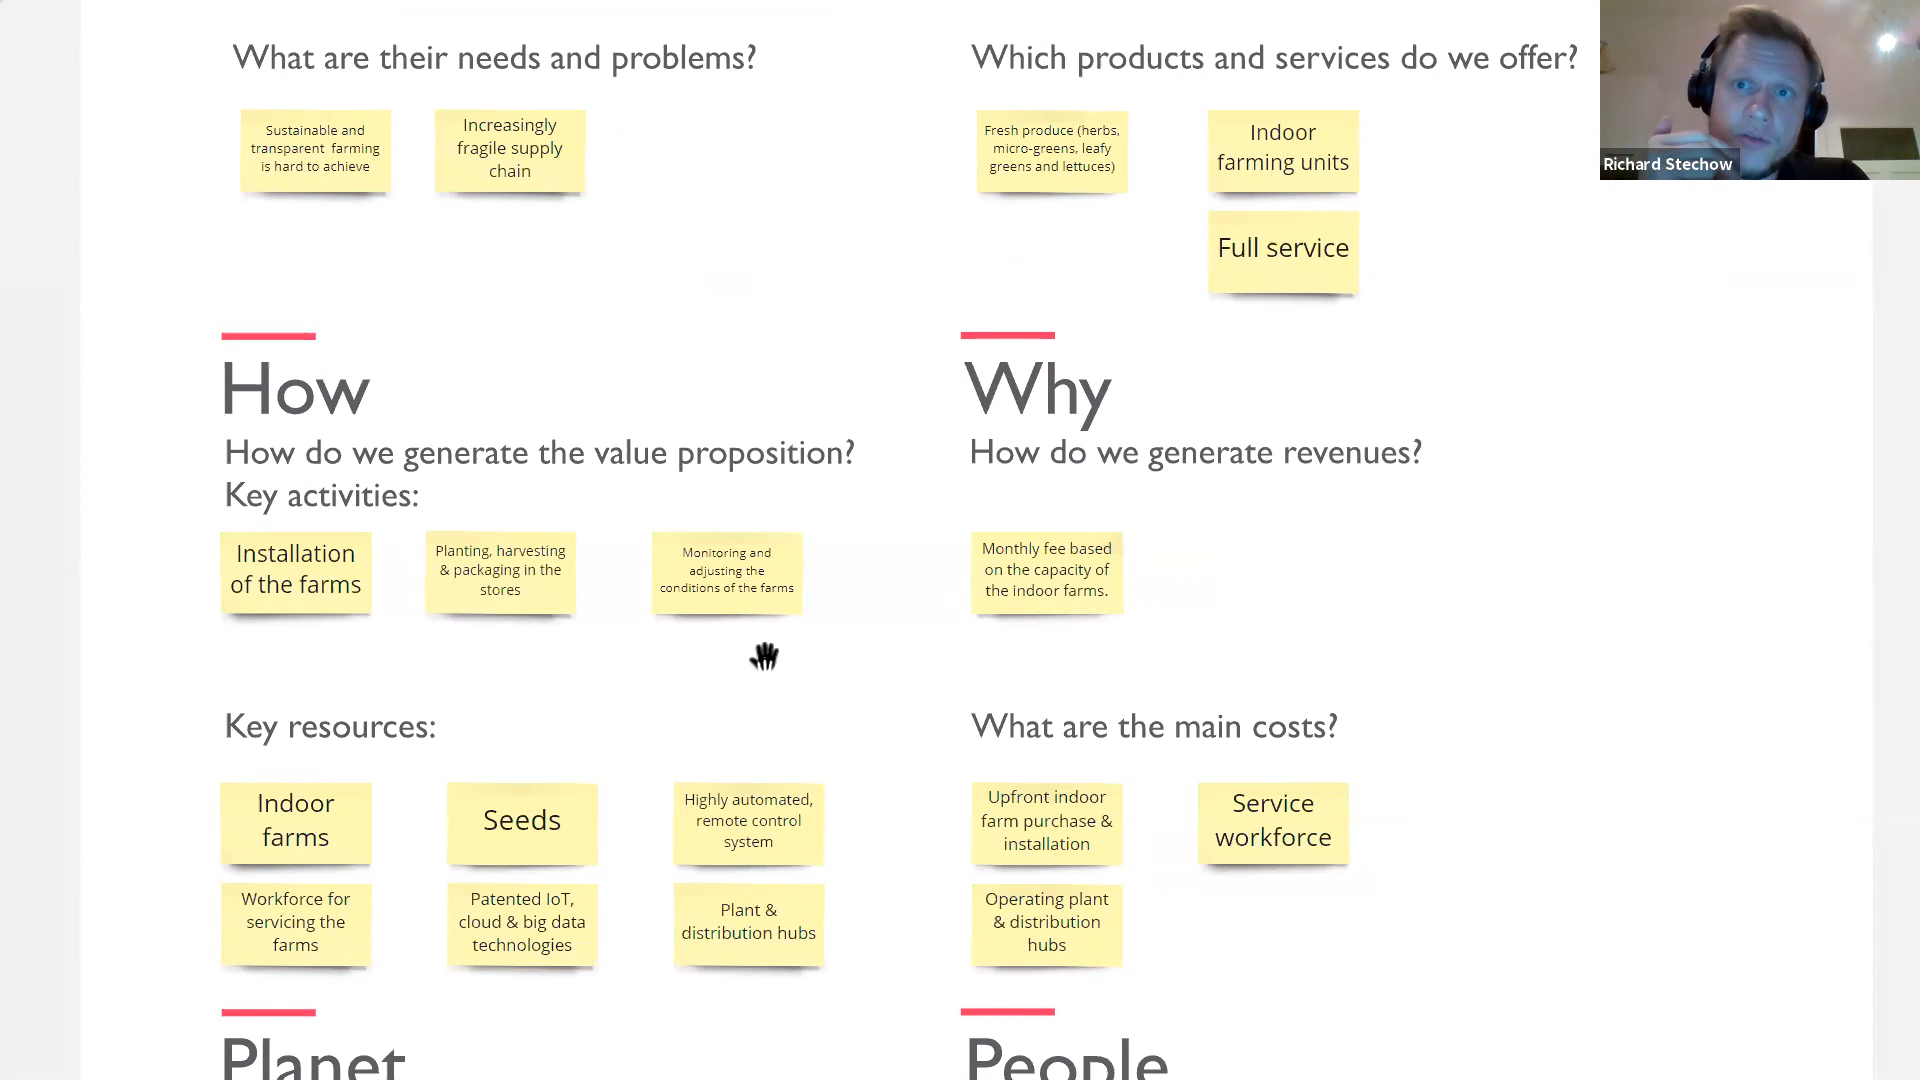 What are their needs and problems?
Sustainable and
transparent farming
is hard to achieve
Increasingly
fragile supply
chain
Which products and services do we offer?
Fresh produce (herbs,
micro-greens, leafy
greens and lettuces)
Indoor
farming units
Full service
Richard Stechow
How
How do we generate the value proposition?
Key activities:
Installation
of the farms
Planting, harvesting
& packaging in the
stores
Monitoring and
adjusting the
conditions of the farms
Why
How do we generate revenues?
Monthly fee based
on the capacity of
the indoor farms.
Key resources:
Indoor
farms
Seeds
Highly automated,
remote control
system
Workforce for
servicing the
farms
Patented IoT,
cloud & big data
technologies
Plant &
distribution hubs
What are the main costs?
Upfront indoor
farm purchase &
installation
Service
workforce
Operating plant
& distribution
hubs
Planet
People